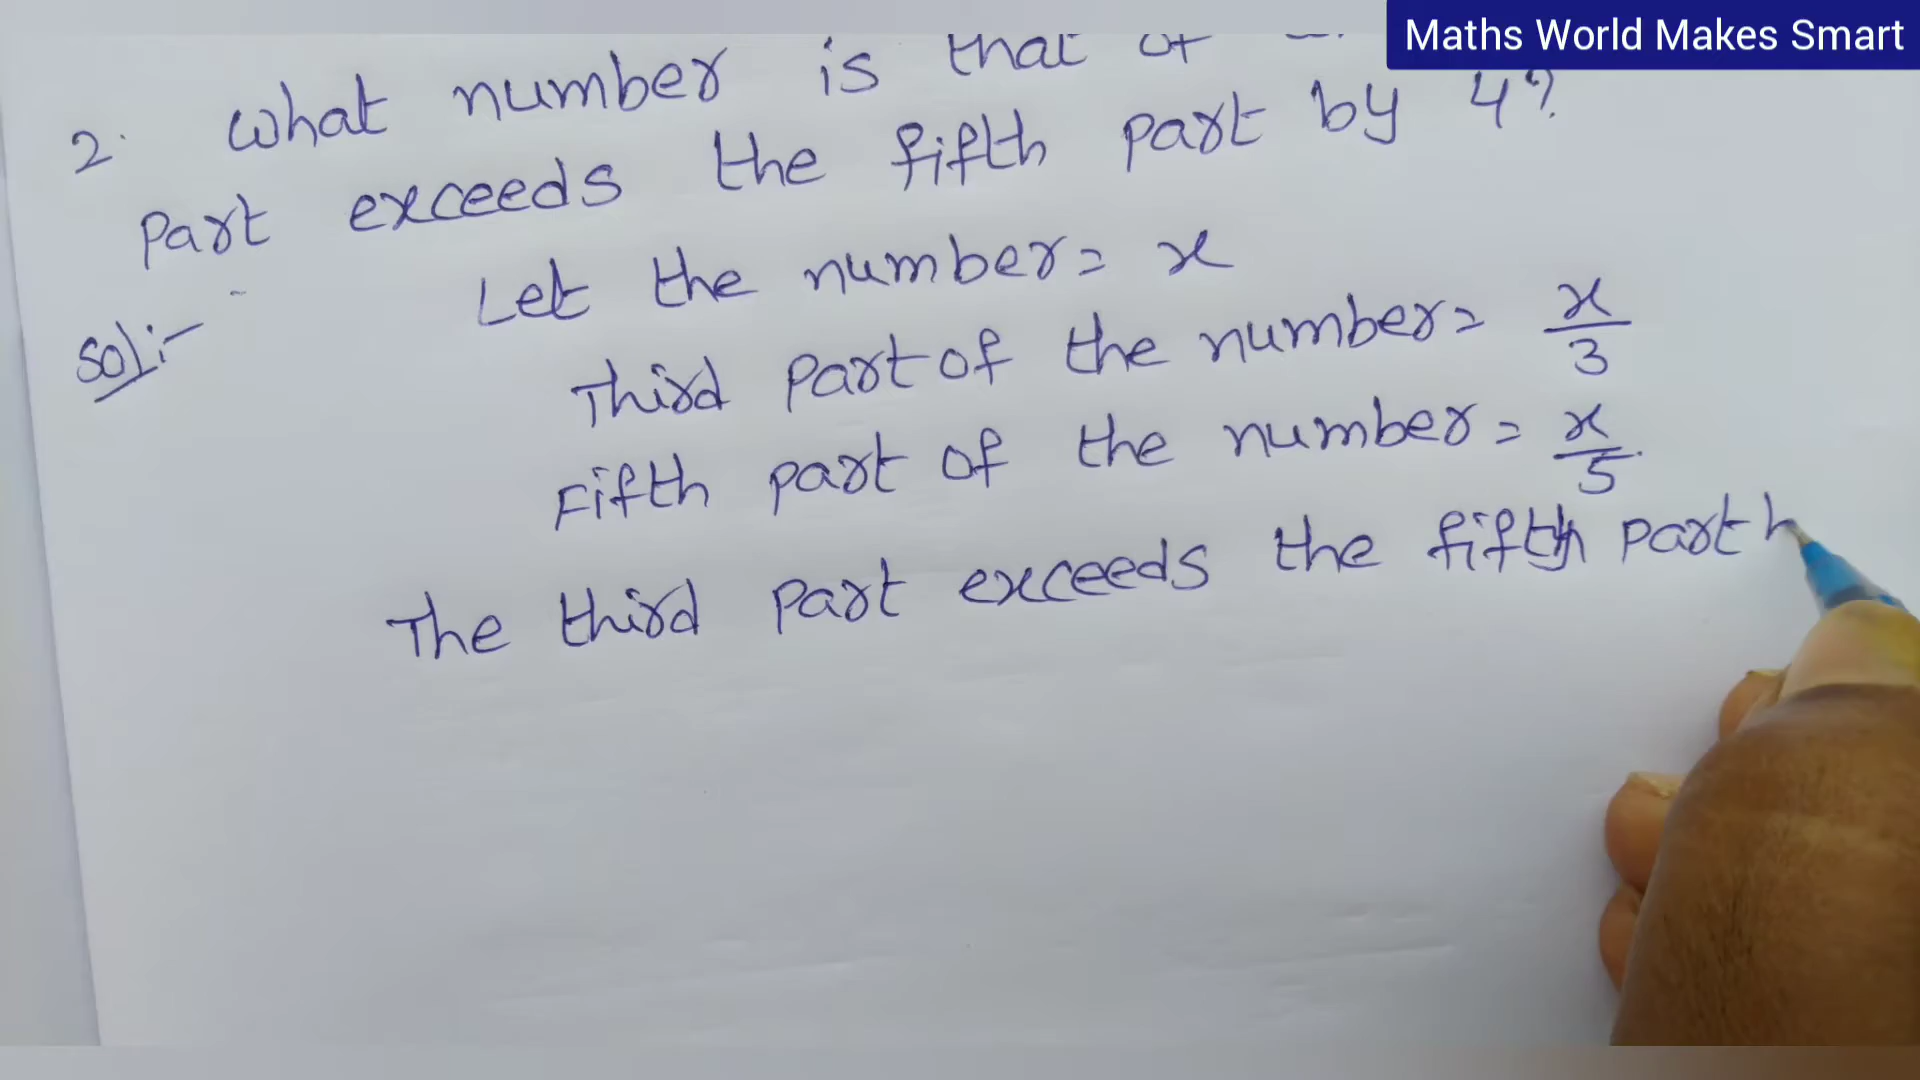 Maths World Makes Smart
2. What number is that of
part exceeds the fifth part by 4?
Sol:- Let the number = x
Third part of the number = x/3
Fifth part of the number = x/5.
The third part exceeds the fifth part